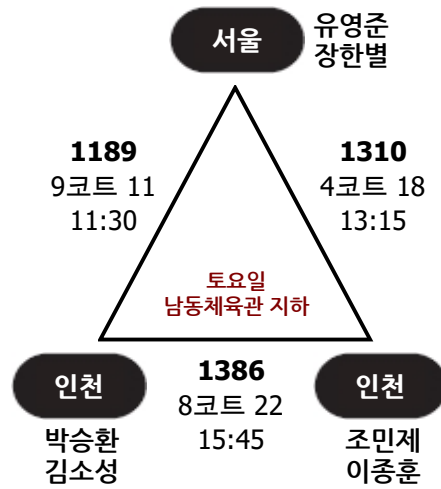 서울
유영준
장한별
1189
9코트 11
11:30
1310
4코트 18
13:15
토요일
남동체육관 지하
인천
박승환
김소성
1386
8코트 22
15:45
인천
조민제
이종훈